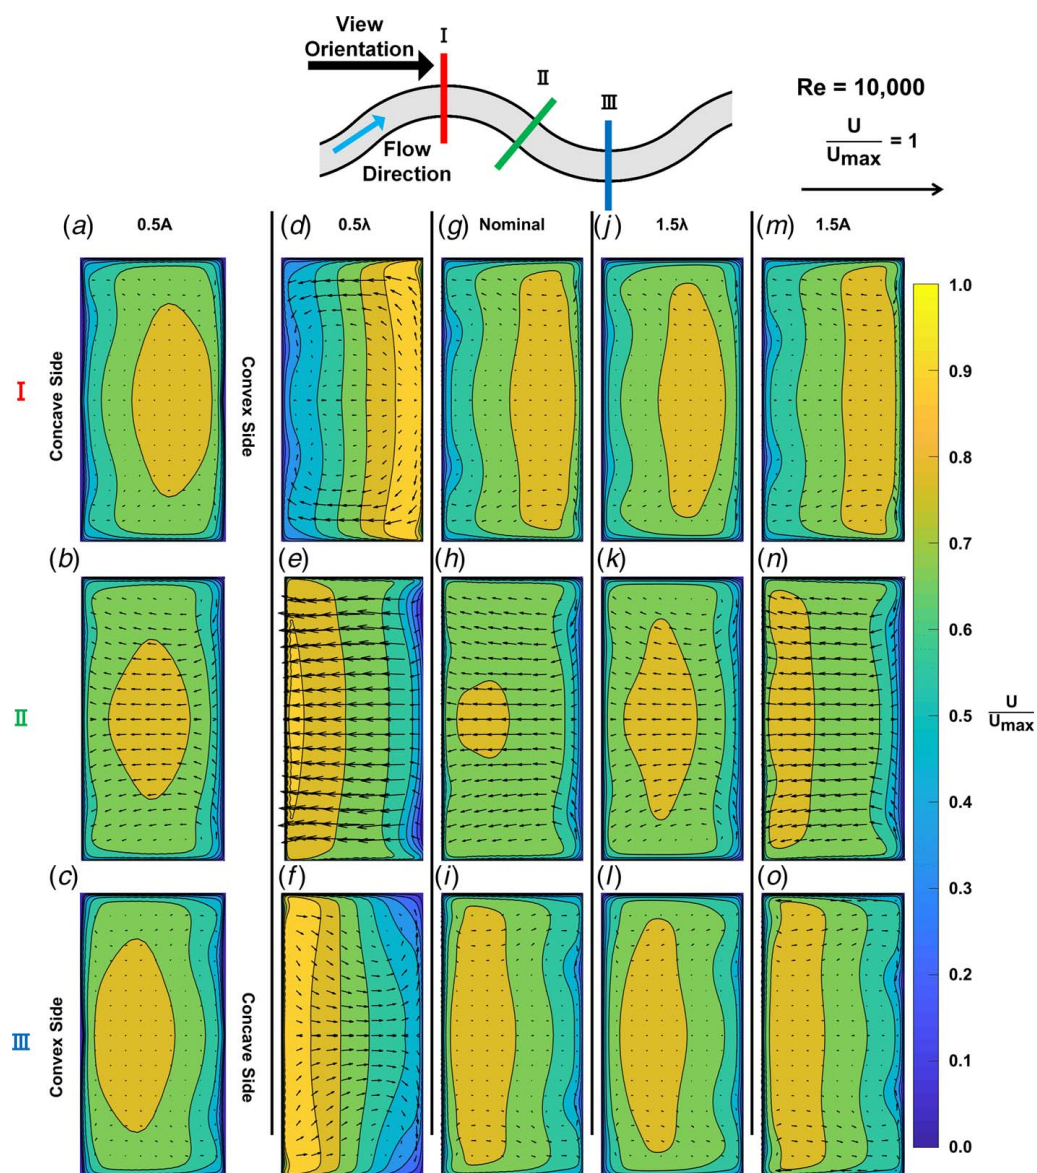 View
Orientation
I
II
III
Flow
Direction
Re = 10,000
U
Umax
= 1
(a) 0.5A
(d) 0.5λ
(g) Nominal
(j) 1.5λ
(m) 1.5A
I
Concave Side
Convex Side
(b)
(e)
(h)
(k)
(n)
II
(c)
(f)
(i)
(l)
(o)
III
Convex Side
Concave Side
1.0
0.9
0.8
0.7
0.6
0.5
0.4
0.3
0.2
0.1
0.0
U
Umax